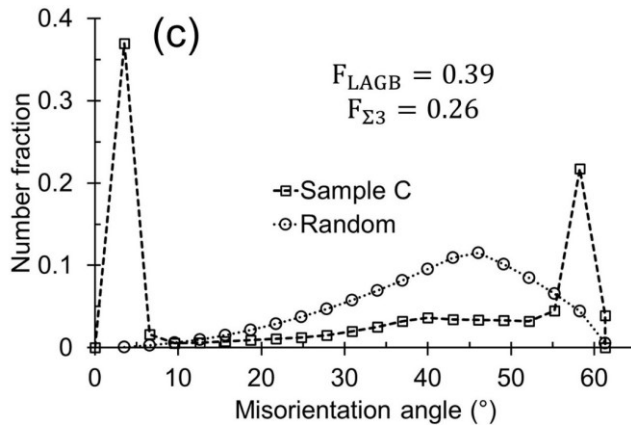 (c)
F_LAGB = 0.39
F_Σ3 = 0.26
Number fraction
0.4
0.3
0.2
0.1
0
Sample C
Random
0 10 20 30 40 50 60
Misorientation angle (°)